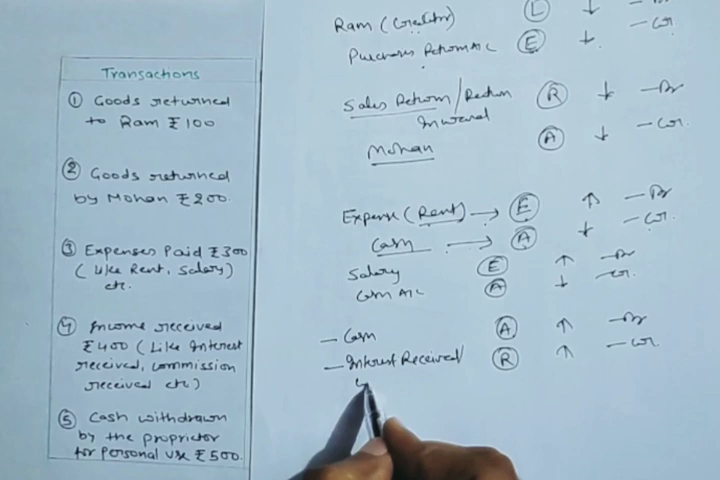 Transactions
① Goods returned
to Ram ₹100
② Goods returned
by Mohan ₹200.
③ Expenses Paid ₹300
(Like Rent, Salary)
etc.
④ Income received
₹400 (Like Interest
received, commission
received etc)
⑤ Cash withdrawn
by the proprietor
for Personal use ₹500.
Ram (Creditor) L ↓ - Dr
Purchases Return A/c E ↓ - Cr.
Sales Return / Return R ↓ - Dr
Inward
Mohan A ↓ - Cr.
Expense (Rent) → E ↑ - Dr
Cash → A ↓ - Cr.
Salary E ↑ - Dr
Cash A/c A ↓ - Cr.
- Cash A ↑ - Dr
- Interest Received R ↑ - Cr.